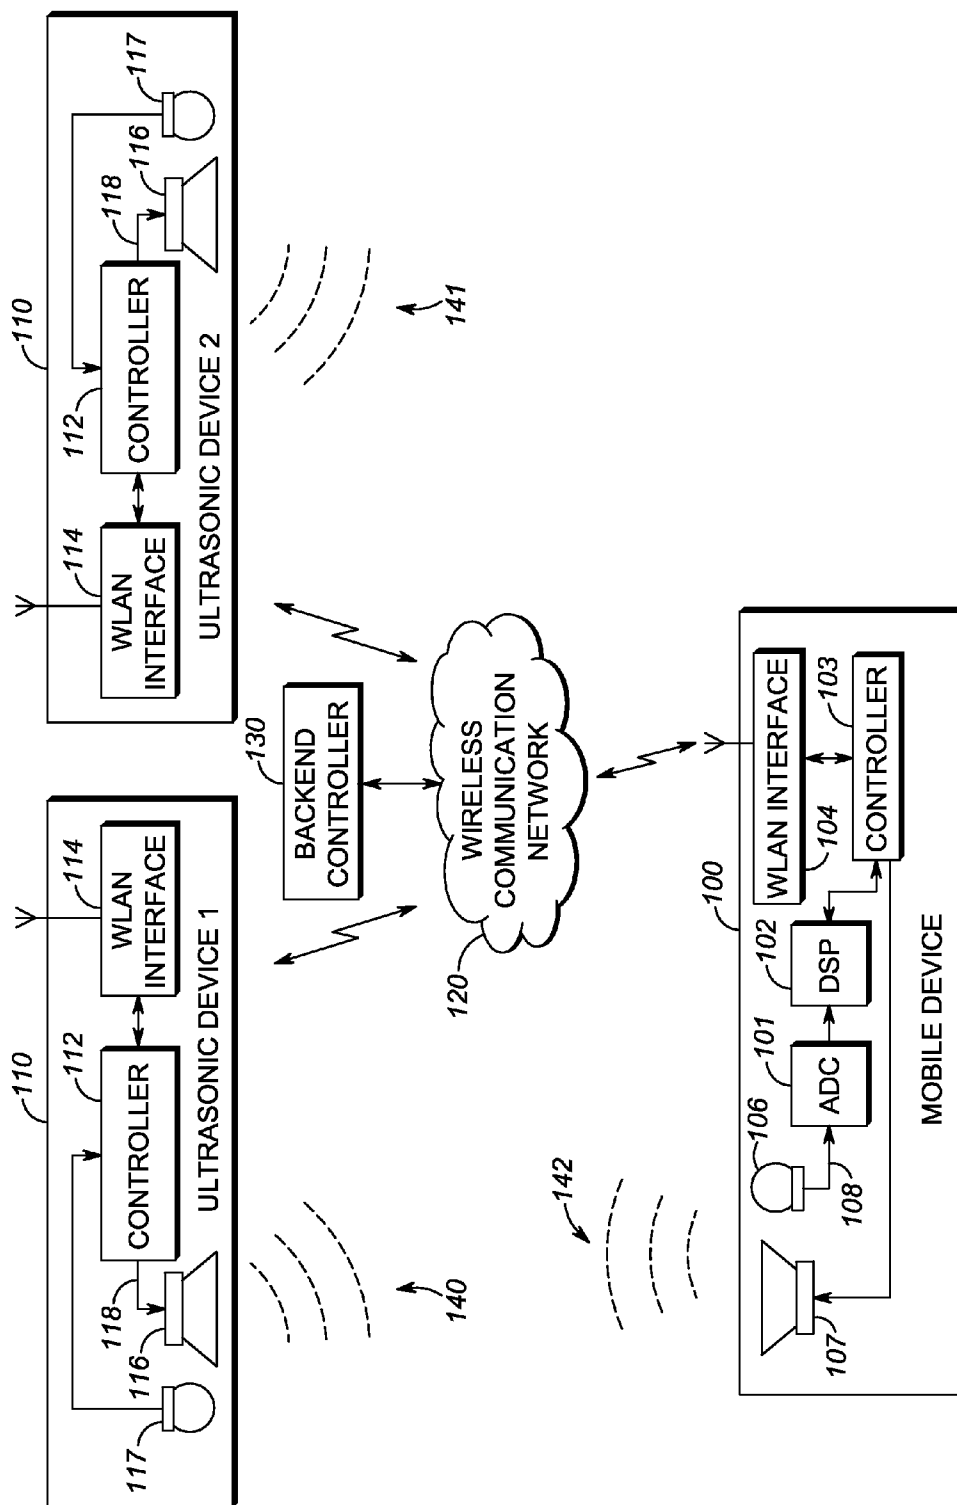 110
117
CONTROLLER
112
118
116
WLAN
INTERFACE
114
ULTRASONIC DEVICE 1
140
110
WLAN
INTERFACE
114
CONTROLLER
112
118
116
117
ULTRASONIC DEVICE 2
141
BACKEND
CONTROLLER
130
WIRELESS
COMMUNICATION
NETWORK
120
142
100
107
106
108
ADC
101
DSP
102
WLAN INTERFACE
104
CONTROLLER
103
MOBILE DEVICE